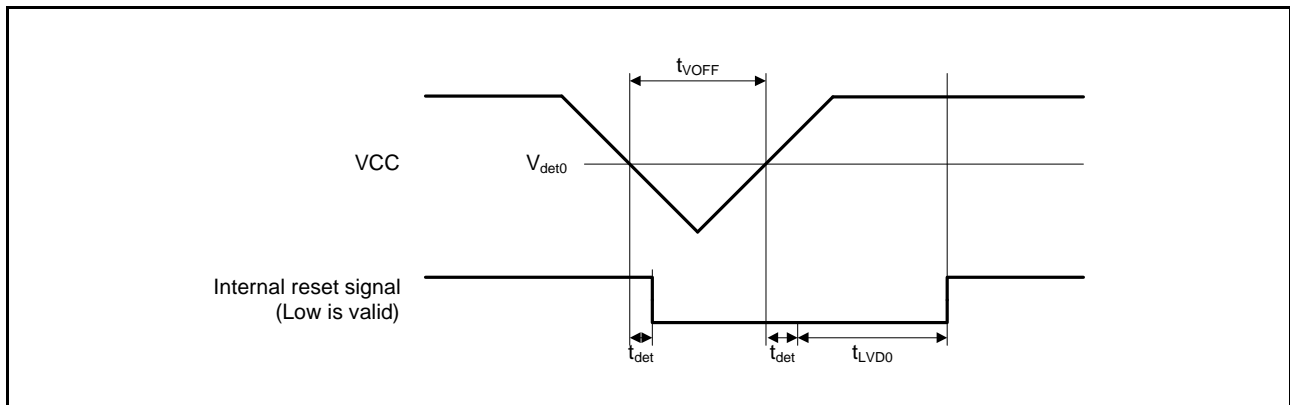 tVOFF
VCC
Vdet0
Internal reset signal
(Low is valid)
tdet
tdet
tLVD0